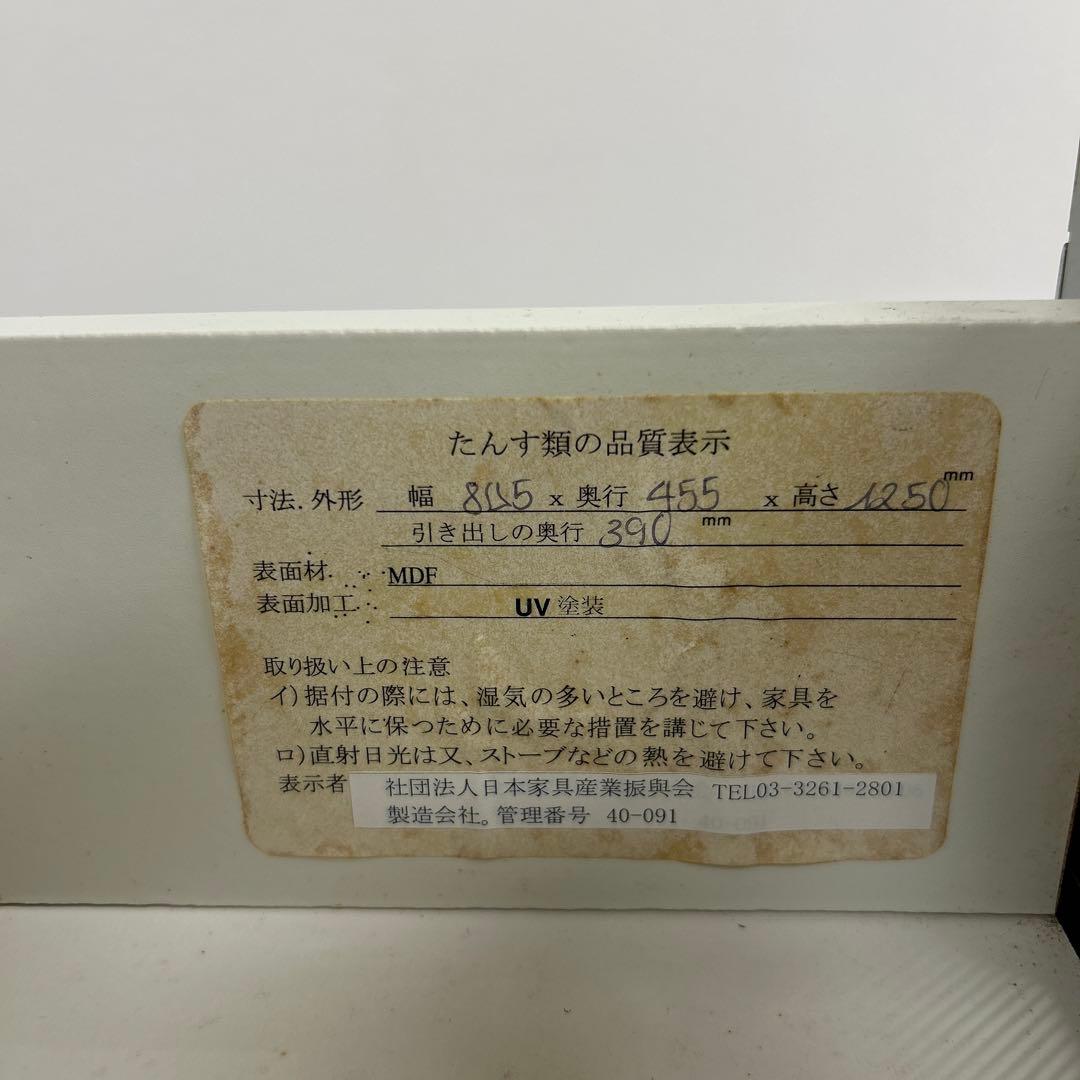 たんす類の品質表示
寸法.外形 幅 x 奥行 455 x 高さ 1250 mm
引き出しの奥行 390 mm
表面材. MDF
表面加工. UV塗装
取り扱い上の注意
イ)据付の際には、湿気の多いところを避け、家具を
水平に保つために必要な措置を講じて下さい。
ロ)直射日光は又、ストーブなどの熱を避けて下さい。
表示者 社団法人日本家具産業振興会 TEL03-3261-2801
製造会社。管理番号 40-091